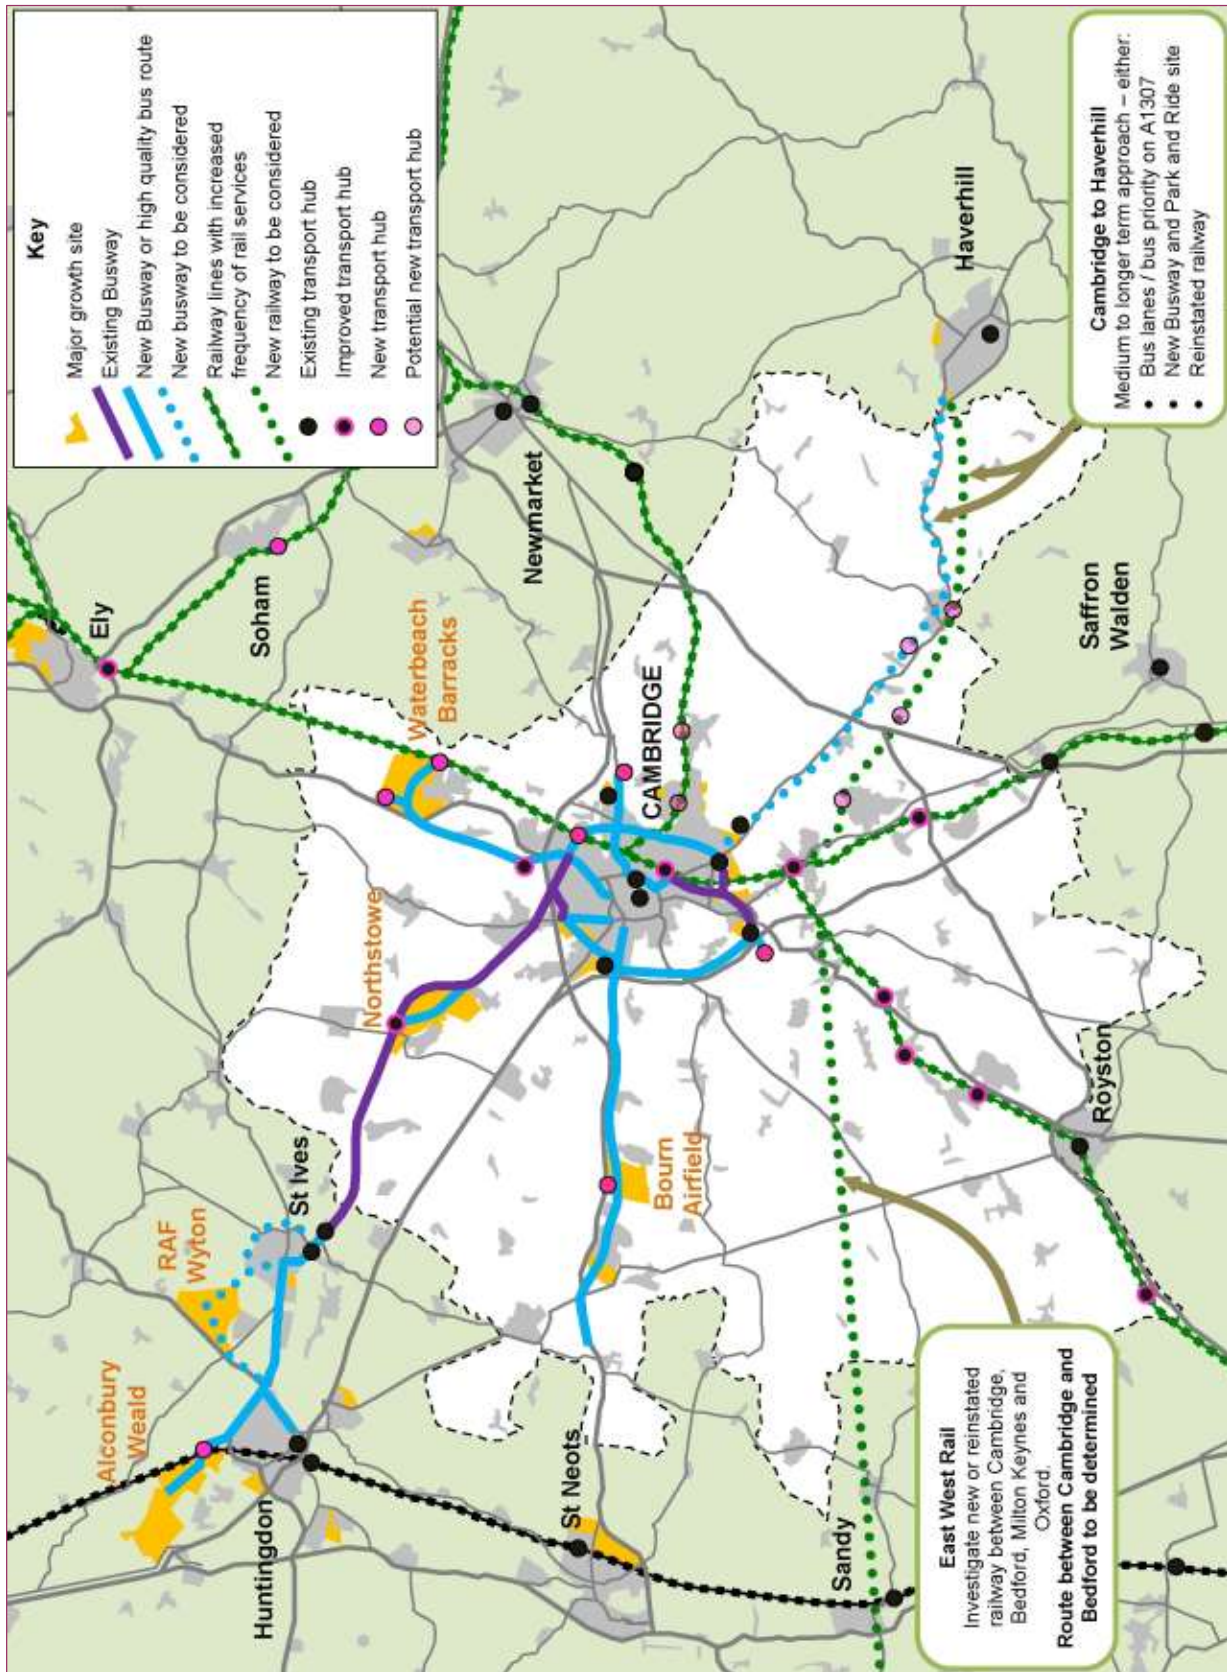 Key
Major growth site
Existing Busway
New Busway or high quality bus route
New busway to be considered
Railway lines with increased
frequency of rail services
New railway to be considered
Existing transport hub
Improved transport hub
New transport hub
Potential new transport hub
Alconbury
Weald
RAF
Wyton
Huntingdon
St Ives
Northstowe
Waterbeach
Barracks
Ely
Soham
Newmarket
CAMBRIDGE
Bourn
Airfield
St Neots
Sandy
Royston
Saffron
Walden
Haverhill
East West Rail
Investigate new or reinstated
railway between Cambridge,
Bedford, Milton Keynes and
Oxford.
Route between Cambridge and
Bedford to be determined
Cambridge to Haverhill
Medium to longer term approach – either:
• Bus lanes / bus priority on A1307
• New Busway and Park and Ride site
• Reinstated railway